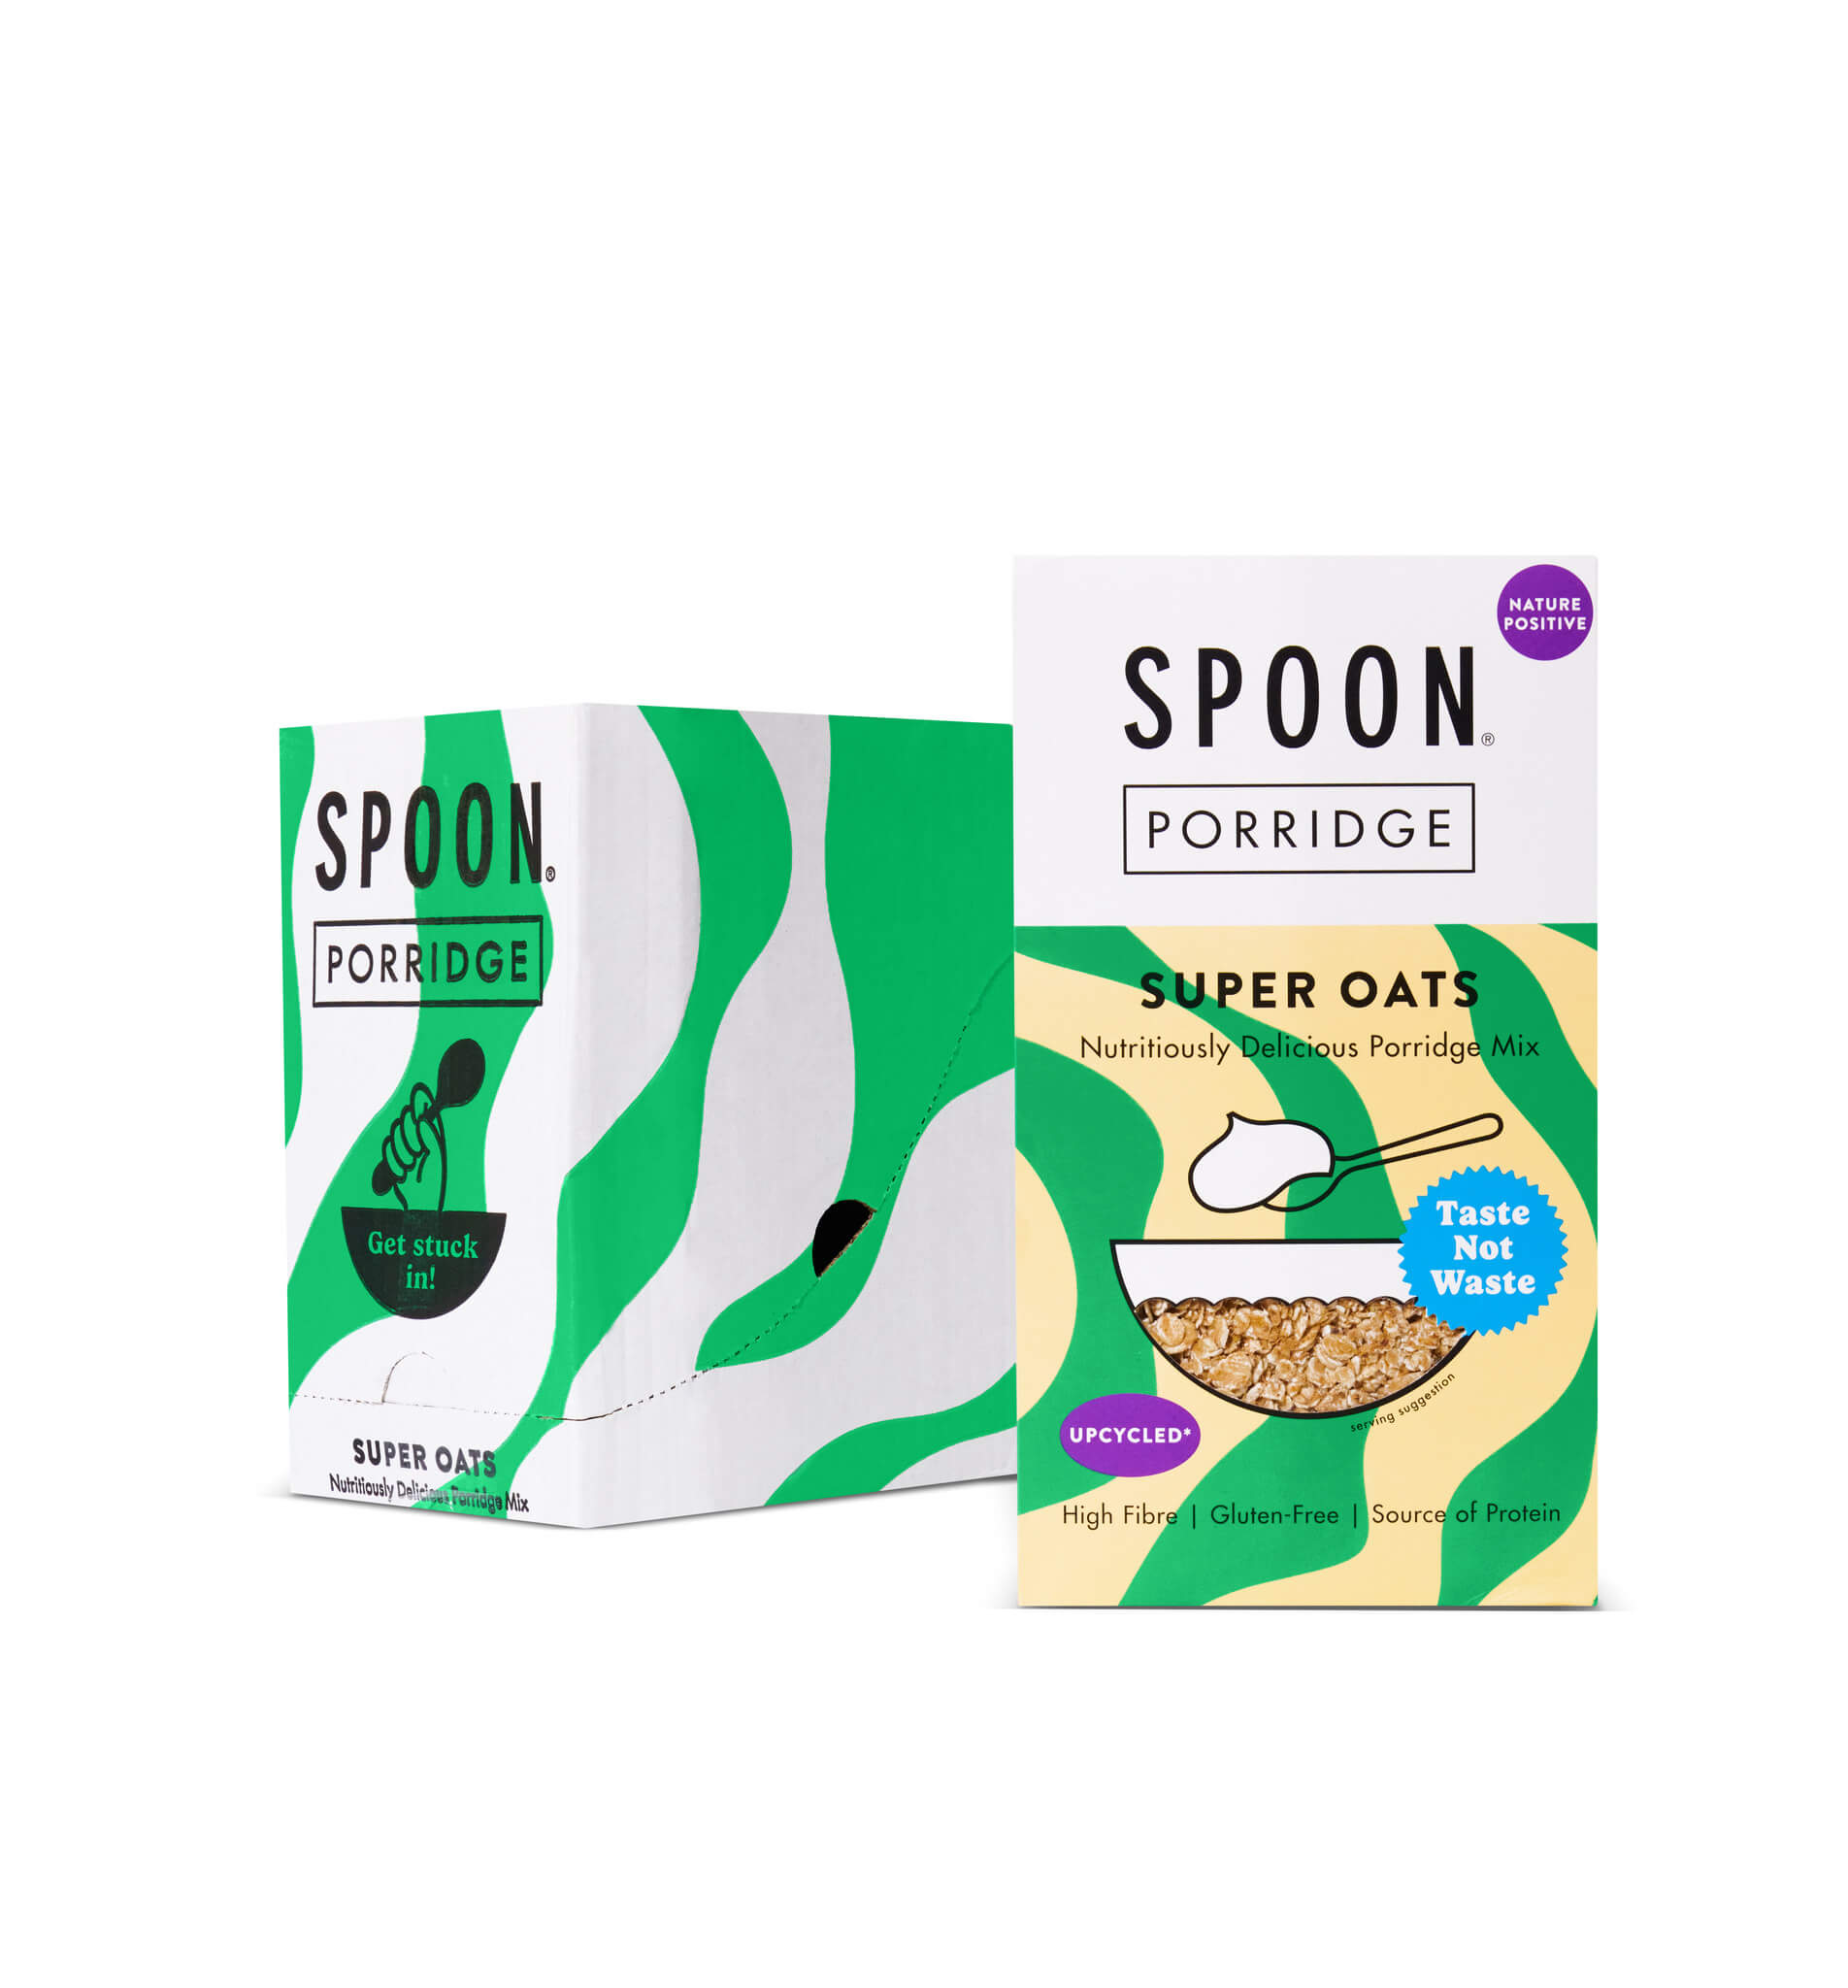 SPOON®
PORRIDGE
Get stuck
in!
SUPER OATS
Nutritiously Delicious Porridge Mix
NATURE
POSITIVE
SPOON®
PORRIDGE
SUPER OATS
Nutritiously Delicious Porridge Mix
Taste
Not
Waste
serving suggestion
UPCYCLED*
High Fibre | Gluten-Free | Source of Protein